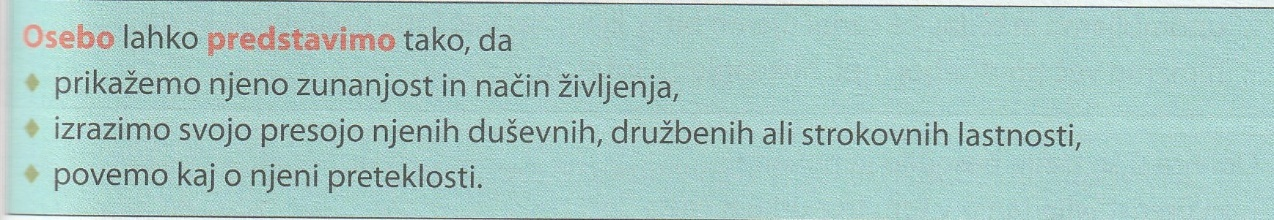 Osebo lahko predstavimo tako, da
♦ prikažemo njeno zunanjost in način življenja,
♦ izrazimo svojo presojo njenih duševnih, družbenih ali strokovnih lastnosti,
♦ povemo kaj o njeni preteklosti.